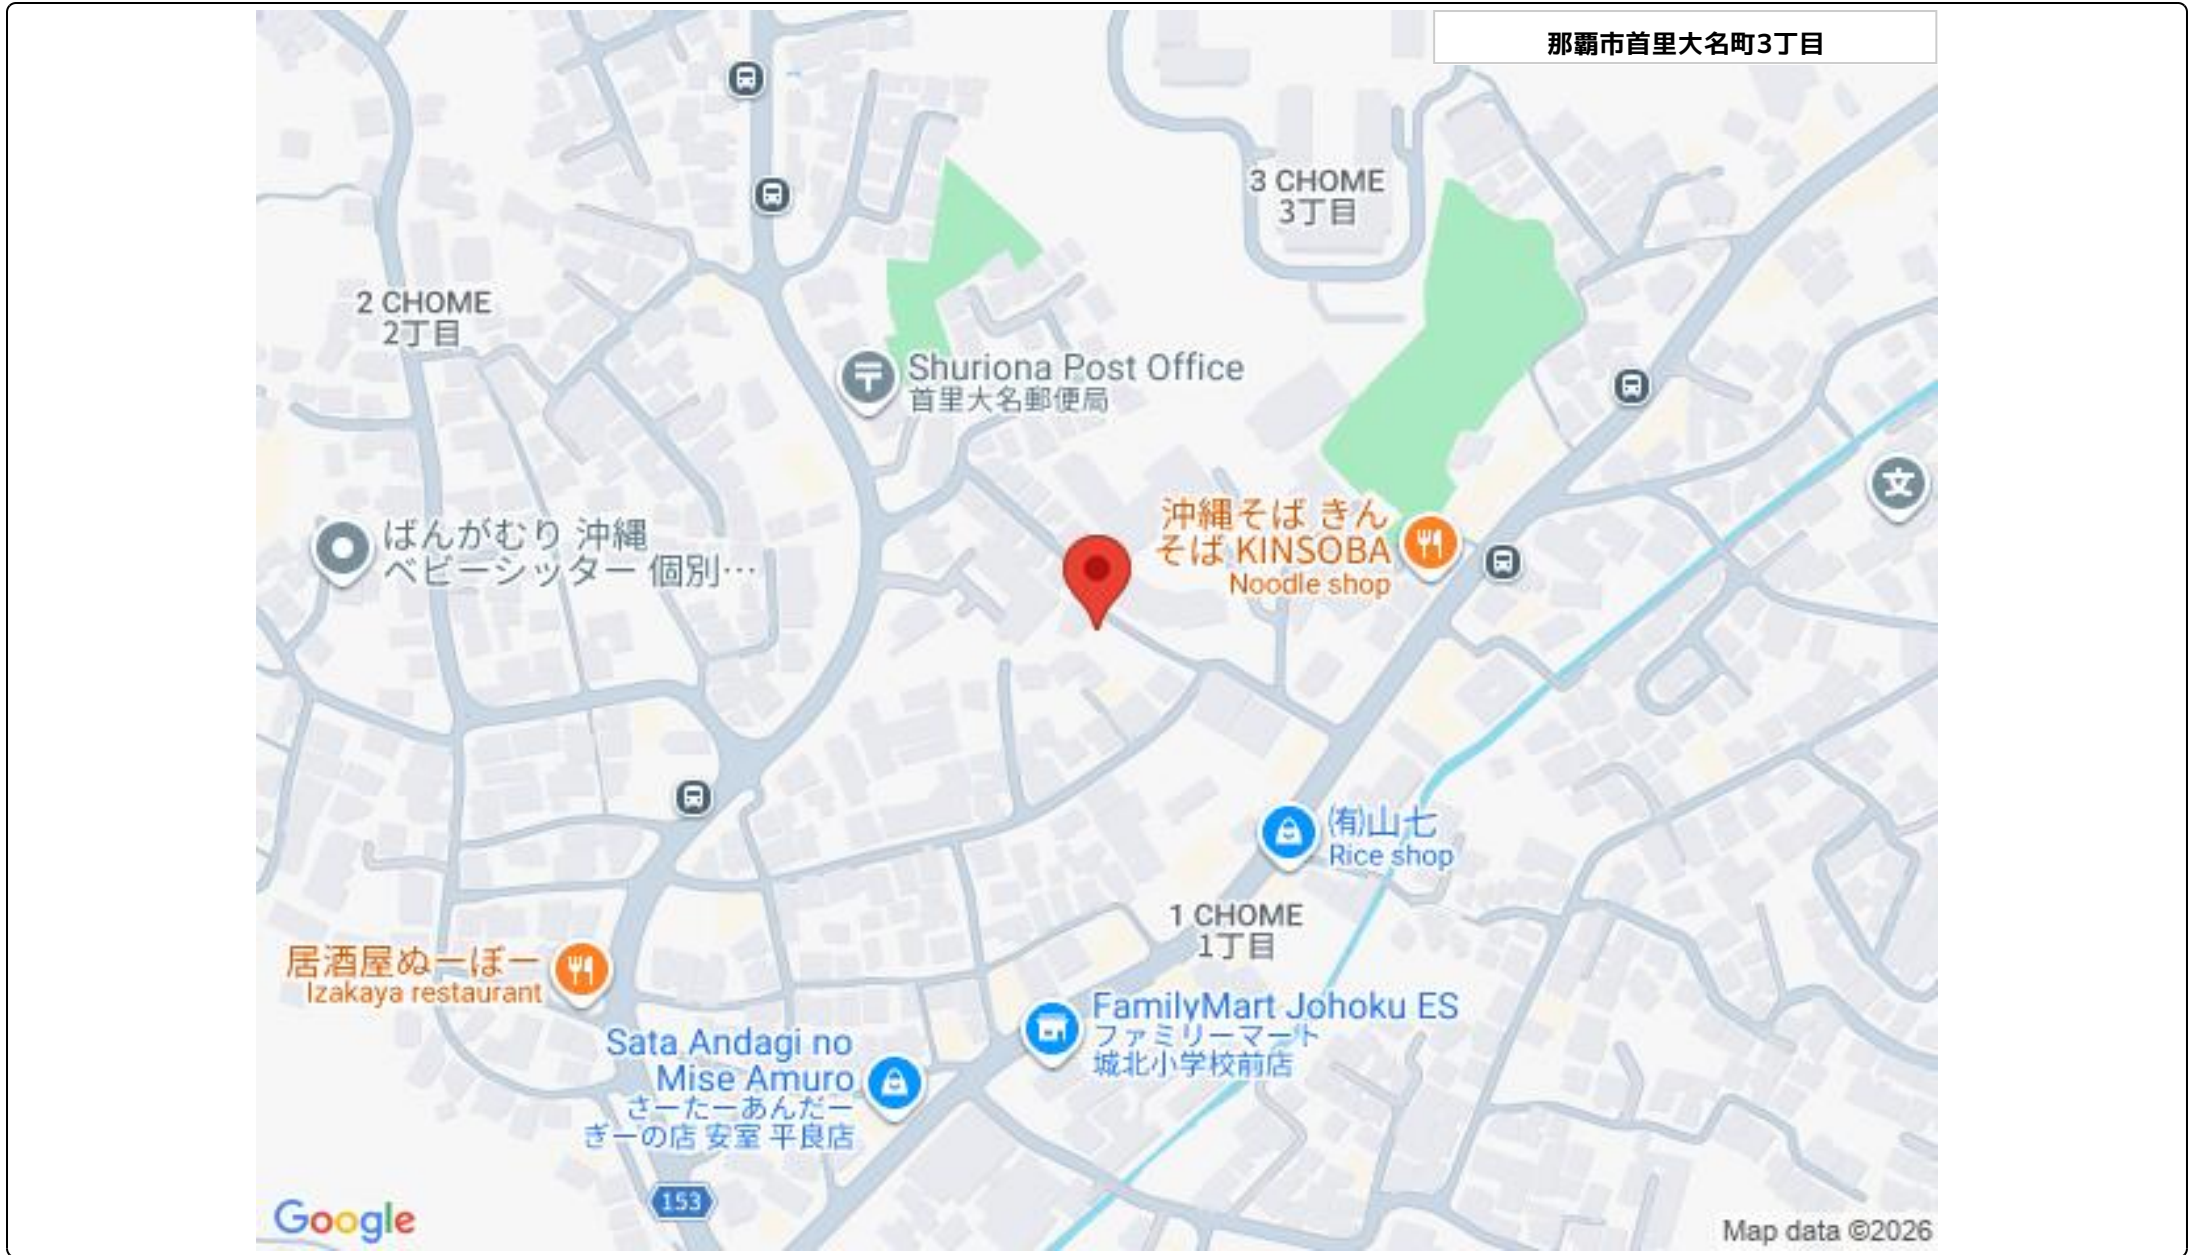 那覇市首里大名町3丁目
3 CHOME
3丁目
2 CHOME
2丁目
Shuriona Post Office
首里大名郵便局
文
沖縄そば きん
そば KINSOBA
Noodle shop
ばんがむり 沖縄
ベビーシッター 個別…
㈲山七
Rice shop
1 CHOME
1丁目
居酒屋ぬーぼー
Izakaya restaurant
FamilyMart Johoku ES
ファミリーマート
城北小学校前店
Sata Andagi no
Mise Amuro
さーたーあんだー
ぎーの店 安室 平良店
153
Google
Map data ©2026